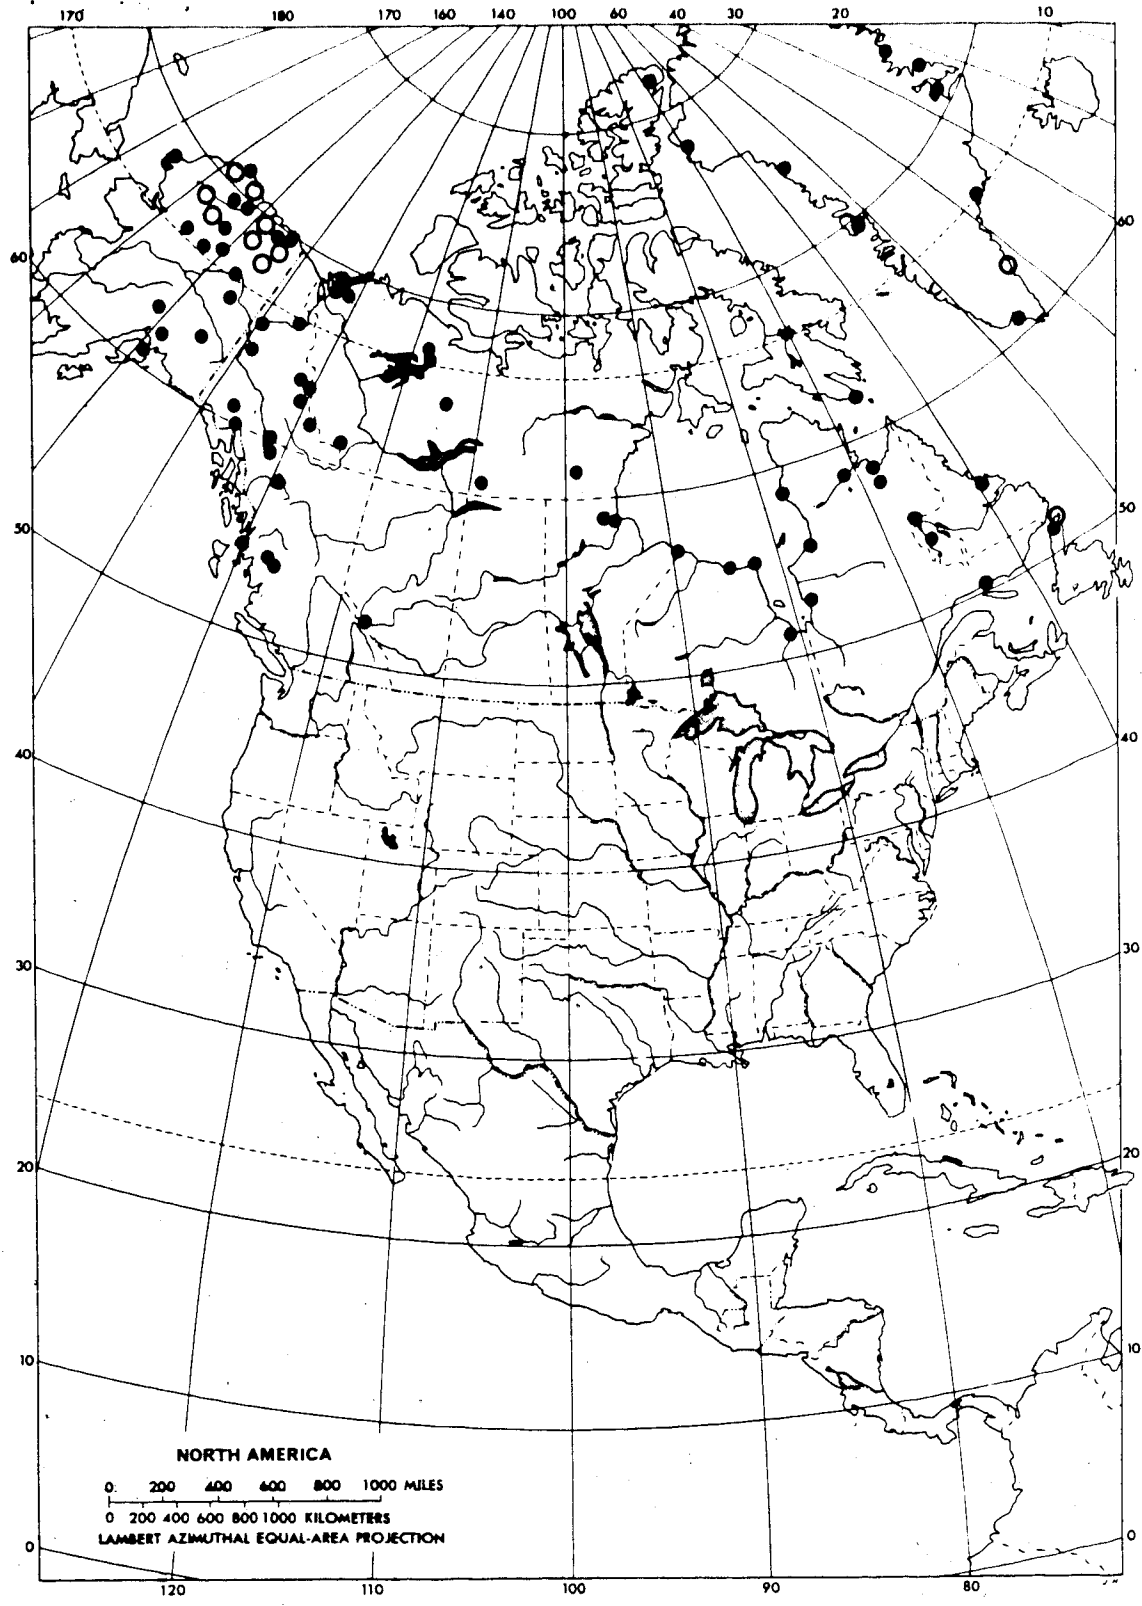 170 180 170 160 140 100 60 40 30 20 10
60 60
50 50
40 40
30 30
20 20
10 10
NORTH AMERICA
0 200 400 600 800 1000 MILES
0 200 400 600 800 1000 KILOMETERS
LAMBERT AZIMUTHAL EQUAL-AREA PROJECTION
0 0
120 110 100 90 80